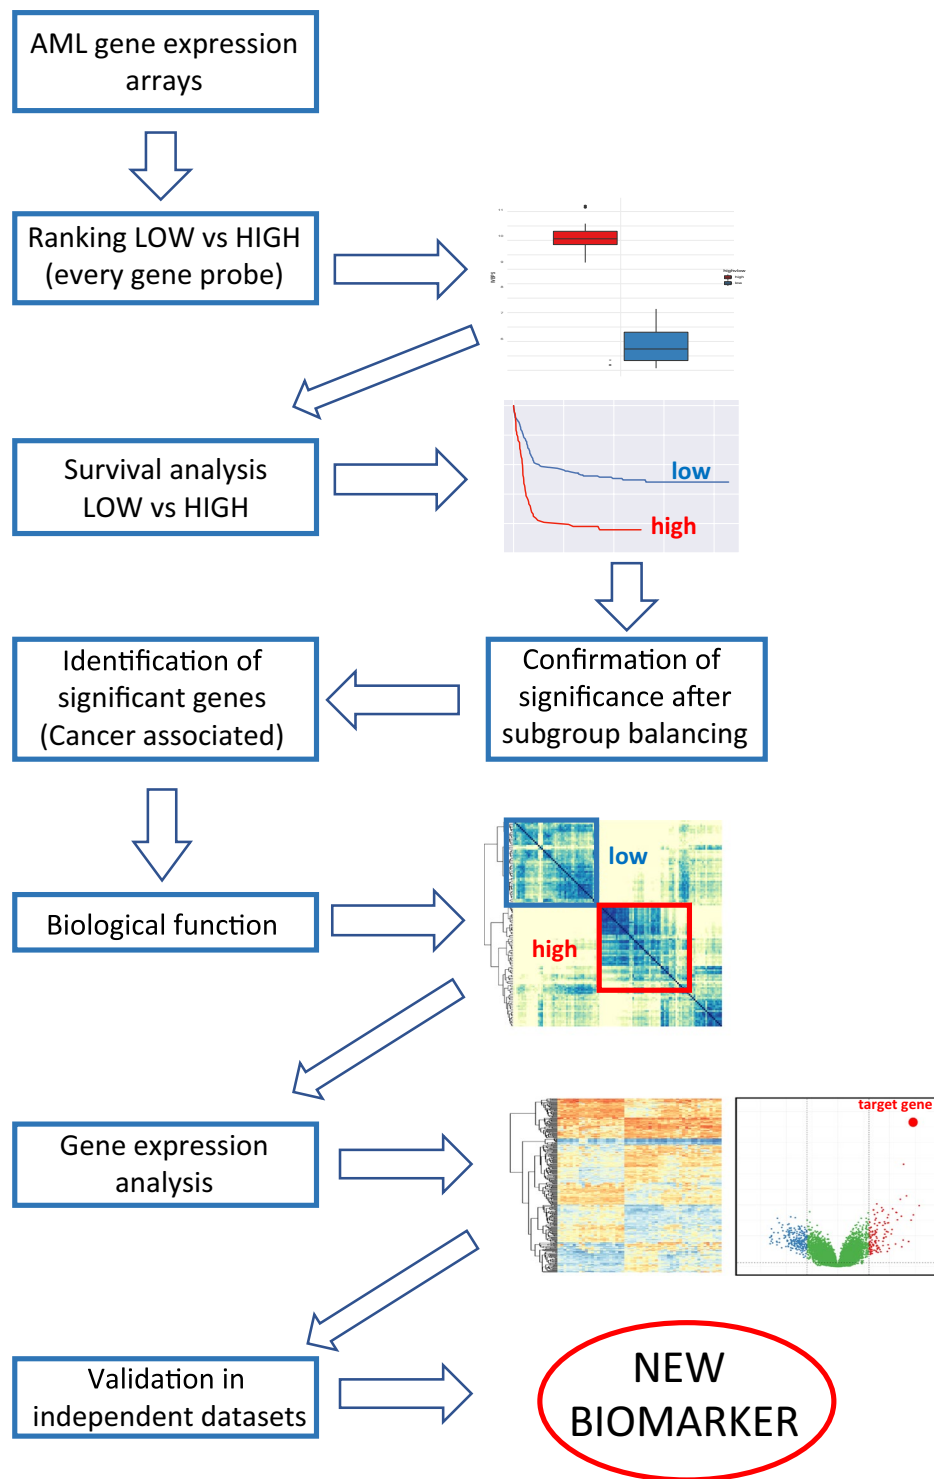 AML gene expression
arrays
Ranking LOW vs HIGH
(every gene probe)
high
low
Survival analysis
LOW vs HIGH
low
high
Identification of
significant genes
(Cancer associated)
Confirmation of
significance after
subgroup balancing
Biological function
low
high
Gene expression
analysis
target gene
Validation in
independent datasets
NEW
BIOMARKER